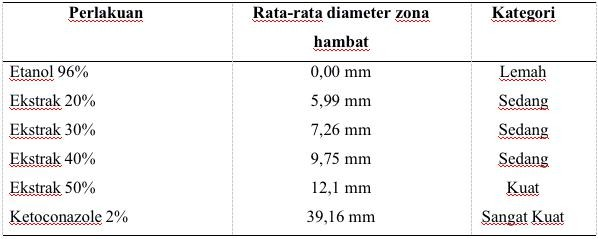 Perlakuan Rata-rata diameter zona hambat Kategori
Etanol 96% 0,00 mm Lemah
Ekstrak 20% 5,99 mm Sedang
Ekstrak 30% 7,26 mm Sedang
Ekstrak 40% 9,75 mm Sedang
Ekstrak 50% 12,1 mm Kuat
Ketoconazole 2% 39,16 mm Sangat Kuat